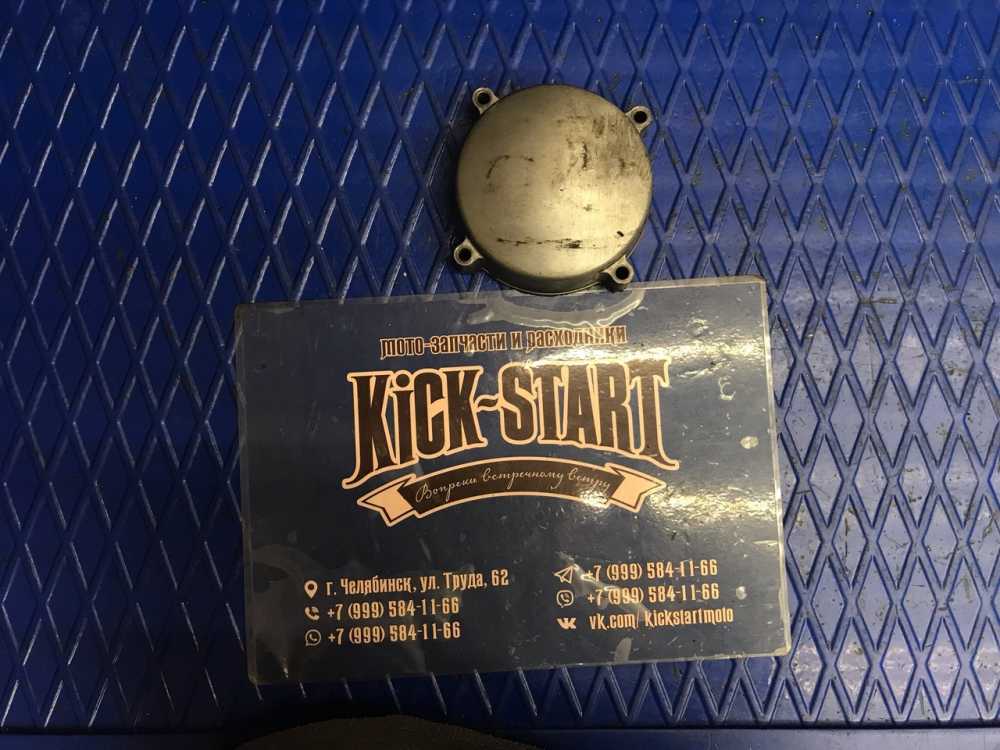 мото-запчасти и расходники
KiCK-START
Вопреки встречному ветру
г. Челябинск, ул. Труда, 62
+7 (999) 584-11-66
+7 (999) 584-11-66
+7 (999) 584-11-66
+7 (999) 584-11-66
vk.com/kickstartmoto